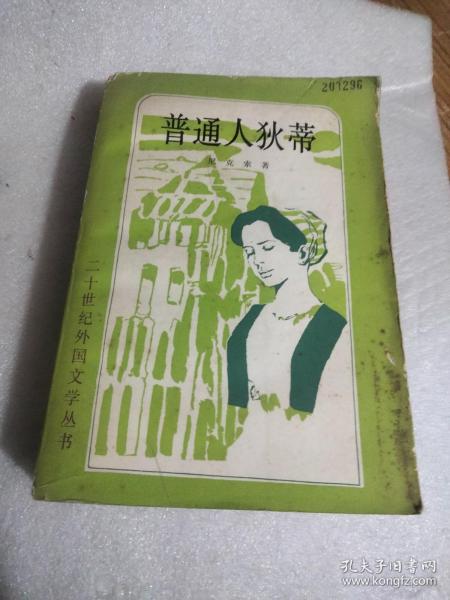 207296
普通人狄蒂
尼克索著
二十世纪外国文学丛书
孔夫子旧书网
www.kongfz.com